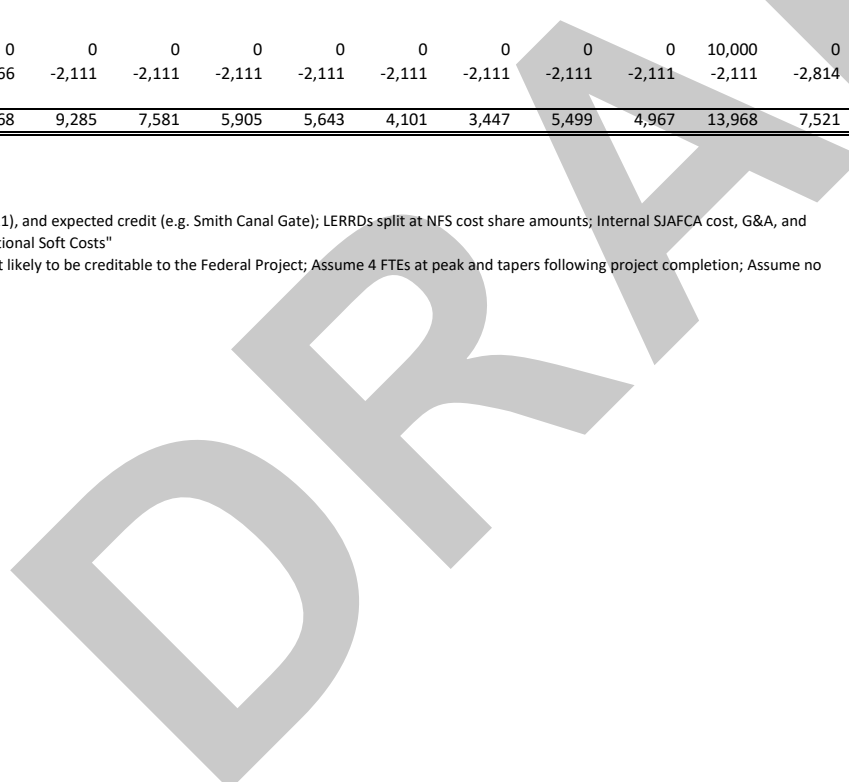 0 0 0 0 0 0 0 0 0 10,000 0
66 -2,111 -2,111 -2,111 -2,111 -2,111 -2,111 -2,111 -2,111 -2,111 -2,814
68 9,285 7,581 5,905 5,643 4,101 3,447 5,499 4,967 13,968 7,521
1), and expected credit (e.g. Smith Canal Gate); LERRDs split at NFS cost share amounts; Internal SJAFCA cost, G&A, and
tional Soft Costs"
t likely to be creditable to the Federal Project; Assume 4 FTEs at peak and tapers following project completion; Assume no
DRA